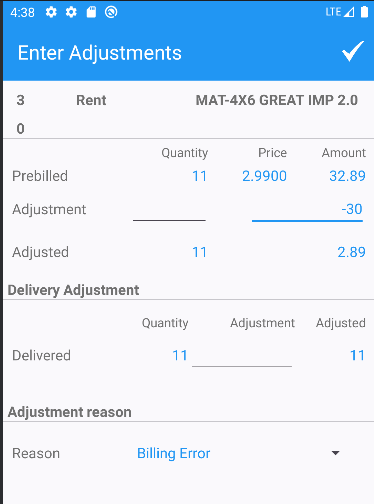 4:38 LTE
Enter Adjustments
3 Rent MAT-4X6 GREAT IMP 2.0
0
Quantity Price Amount
Prebilled 11 2.9900 32.89
Adjustment -30
Adjusted 11 2.89
Delivery Adjustment
Quantity Adjustment Adjusted
Delivered 11 11
Adjustment reason
Reason Billing Error